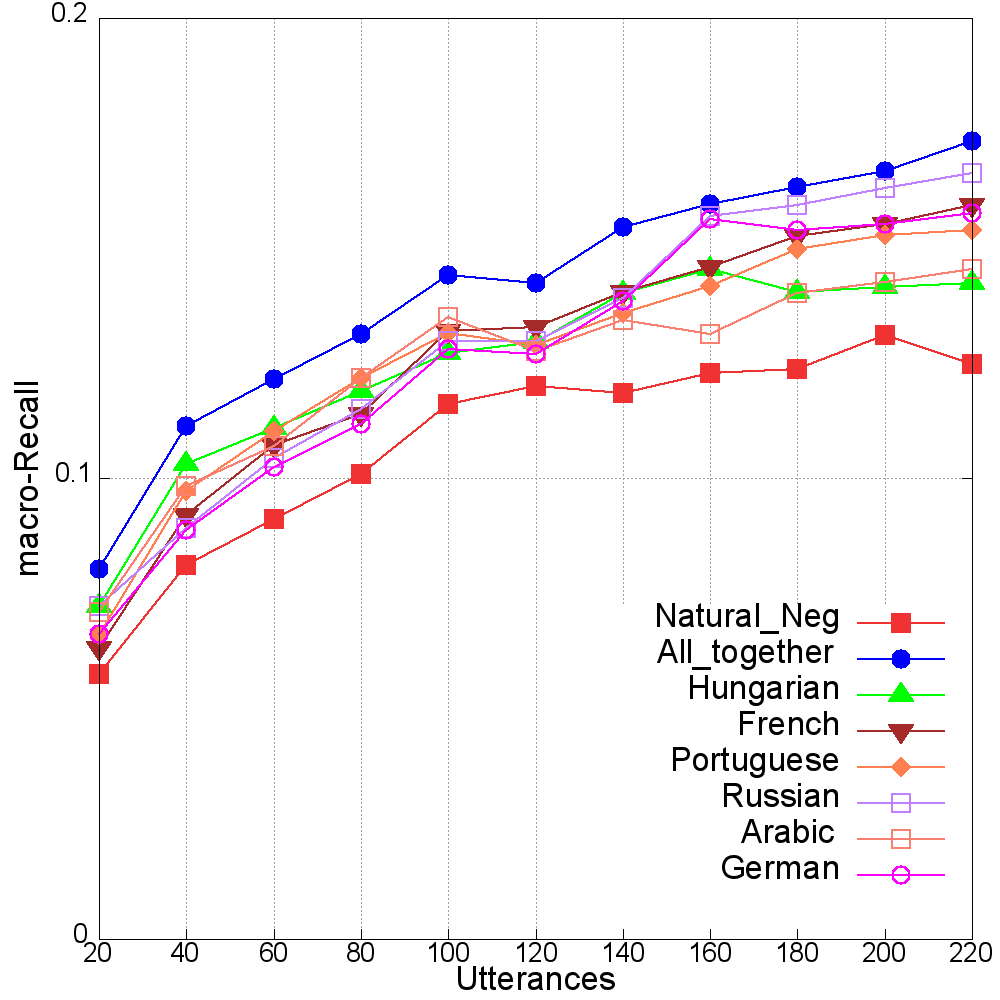 0.2
0.1
0
macro-Recall
Natural_Neg
All_together
Hungarian
French
Portuguese
Russian
Arabic
German
20 40 60 80 100 120 140 160 180 200 220
Utterances